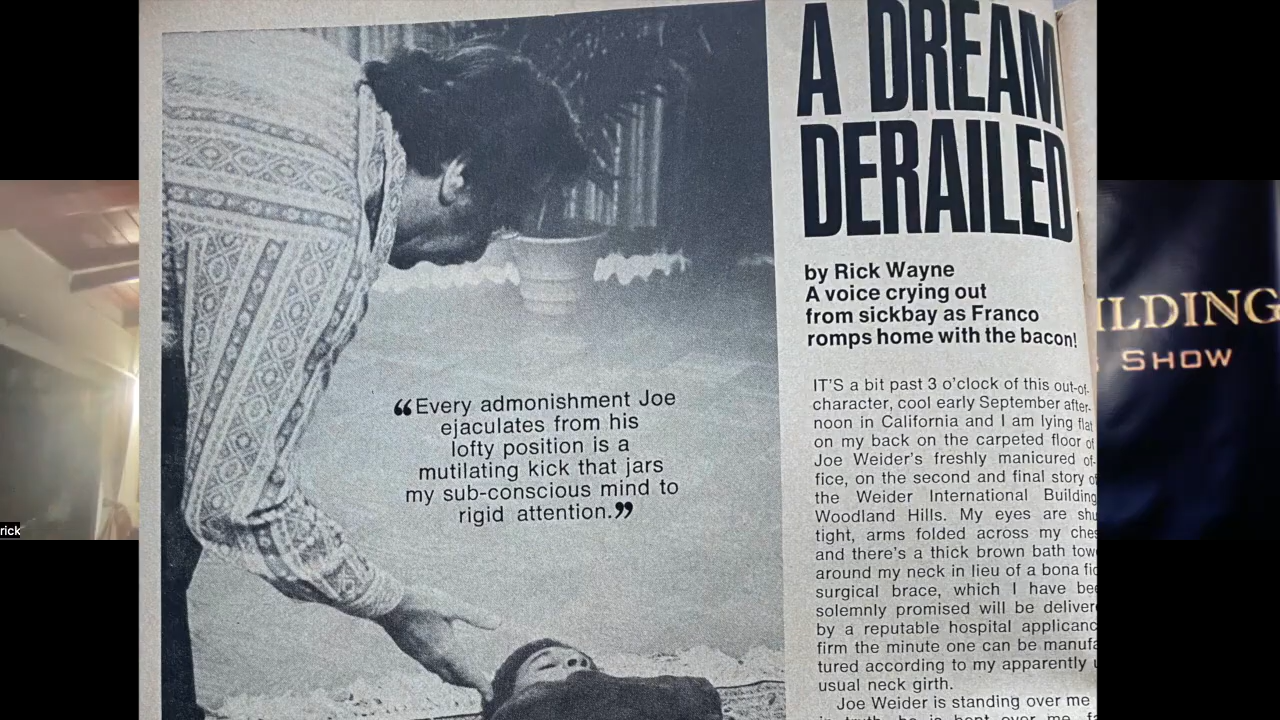 A DREAM
DERAILED
by Rick Wayne
A voice crying out
from sickbay as Franco
romps home with the bacon!
“Every admonishment Joe
ejaculates from his
lofty position is a
mutilating kick that jars
my sub-conscious mind to
rigid attention.”
IT'S a bit past 3 o'clock of this out-of-
character, cool early September after-
noon in California and I am lying flat
on my back on the carpeted floor of
Joe Weider's freshly manicured of-
fice, on the second and final story of
the Weider International Building
Woodland Hills. My eyes are
tight, arms folded across my
and there's a thick brown bath
around my neck in lieu of a bona
surgical brace, which I have
solemnly promised will be
by a reputable hospital
firm the minute one can be
tured according to my apparently
usual neck girth.
Joe Weider is standing over me
rick
ILDING
SHOW